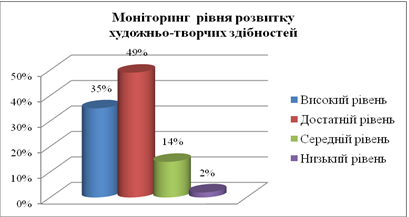 Моніторинг рівня розвитку
художньо-творчих здібностей
50%
40%
30%
20%
10%
0%
35%
49%
14%
2%
Високий рівень
Достатній рівень
Середній рівень
Низький рівень